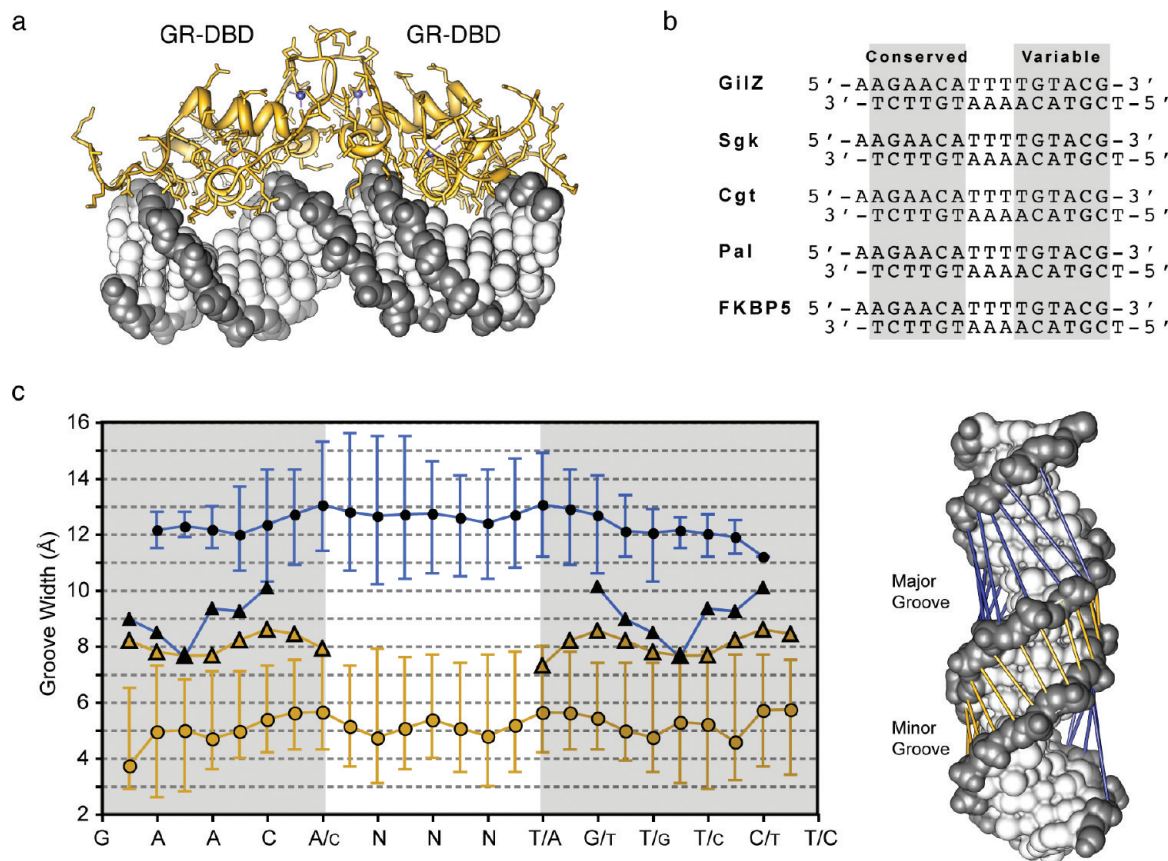 a
GR-DBD GR-DBD
b
Conserved Variable
GilZ 5′-AAGAACATTTTGTACG-3′
3′-TCTTGTAAAACATGCT-5′
Sgk 5′-AAGAACATTTTGTACG-3′
3′-TCTTGTAAAACATGCT-5′
Cgt 5′-AAGAACATTTTGTACG-3′
3′-TCTTGTAAAACATGCT-5′
Pal 5′-AAGAACATTTTGTACG-3′
3′-TCTTGTAAAACATGCT-5′
FKBP5 5′-AAGAACATTTTGTACG-3′
3′-TCTTGTAAAACATGCT-5′
c
Groove Width (Å)
16
14
12
10
8
6
4
2
G A A C A/C N N N T/A G/T T/G T/C C/T T/C
Major
Groove
Minor
Groove